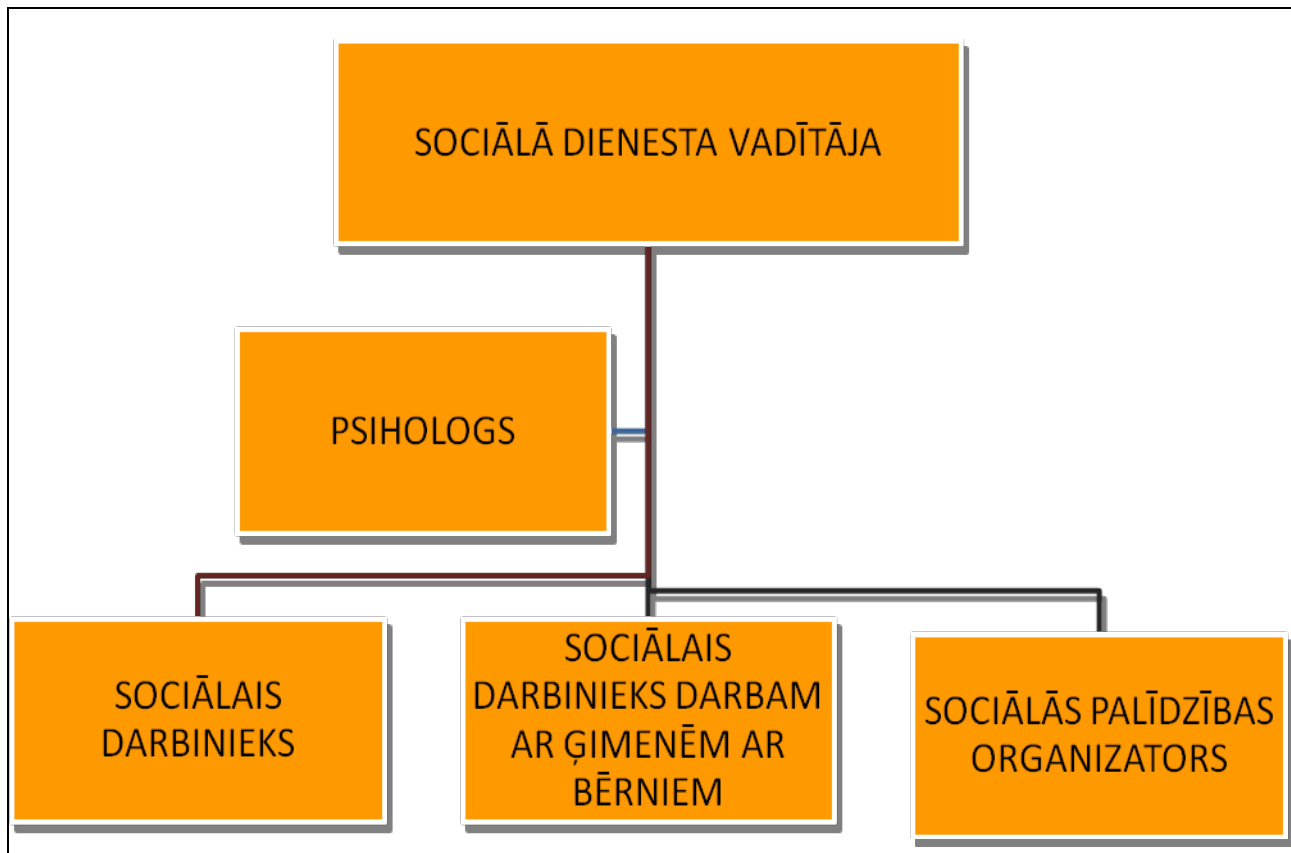 SOCIĀLĀ DIENESTA VADĪTĀJA
PSIHOLOGS
SOCIĀLAIS
DARBINIEKS
SOCIĀLAIS
DARBINIEKS DARBAM
AR ĢIMENĒM AR
BĒRNIEM
SOCIĀLĀS PALĪDZĪBAS
ORGANIZATORS